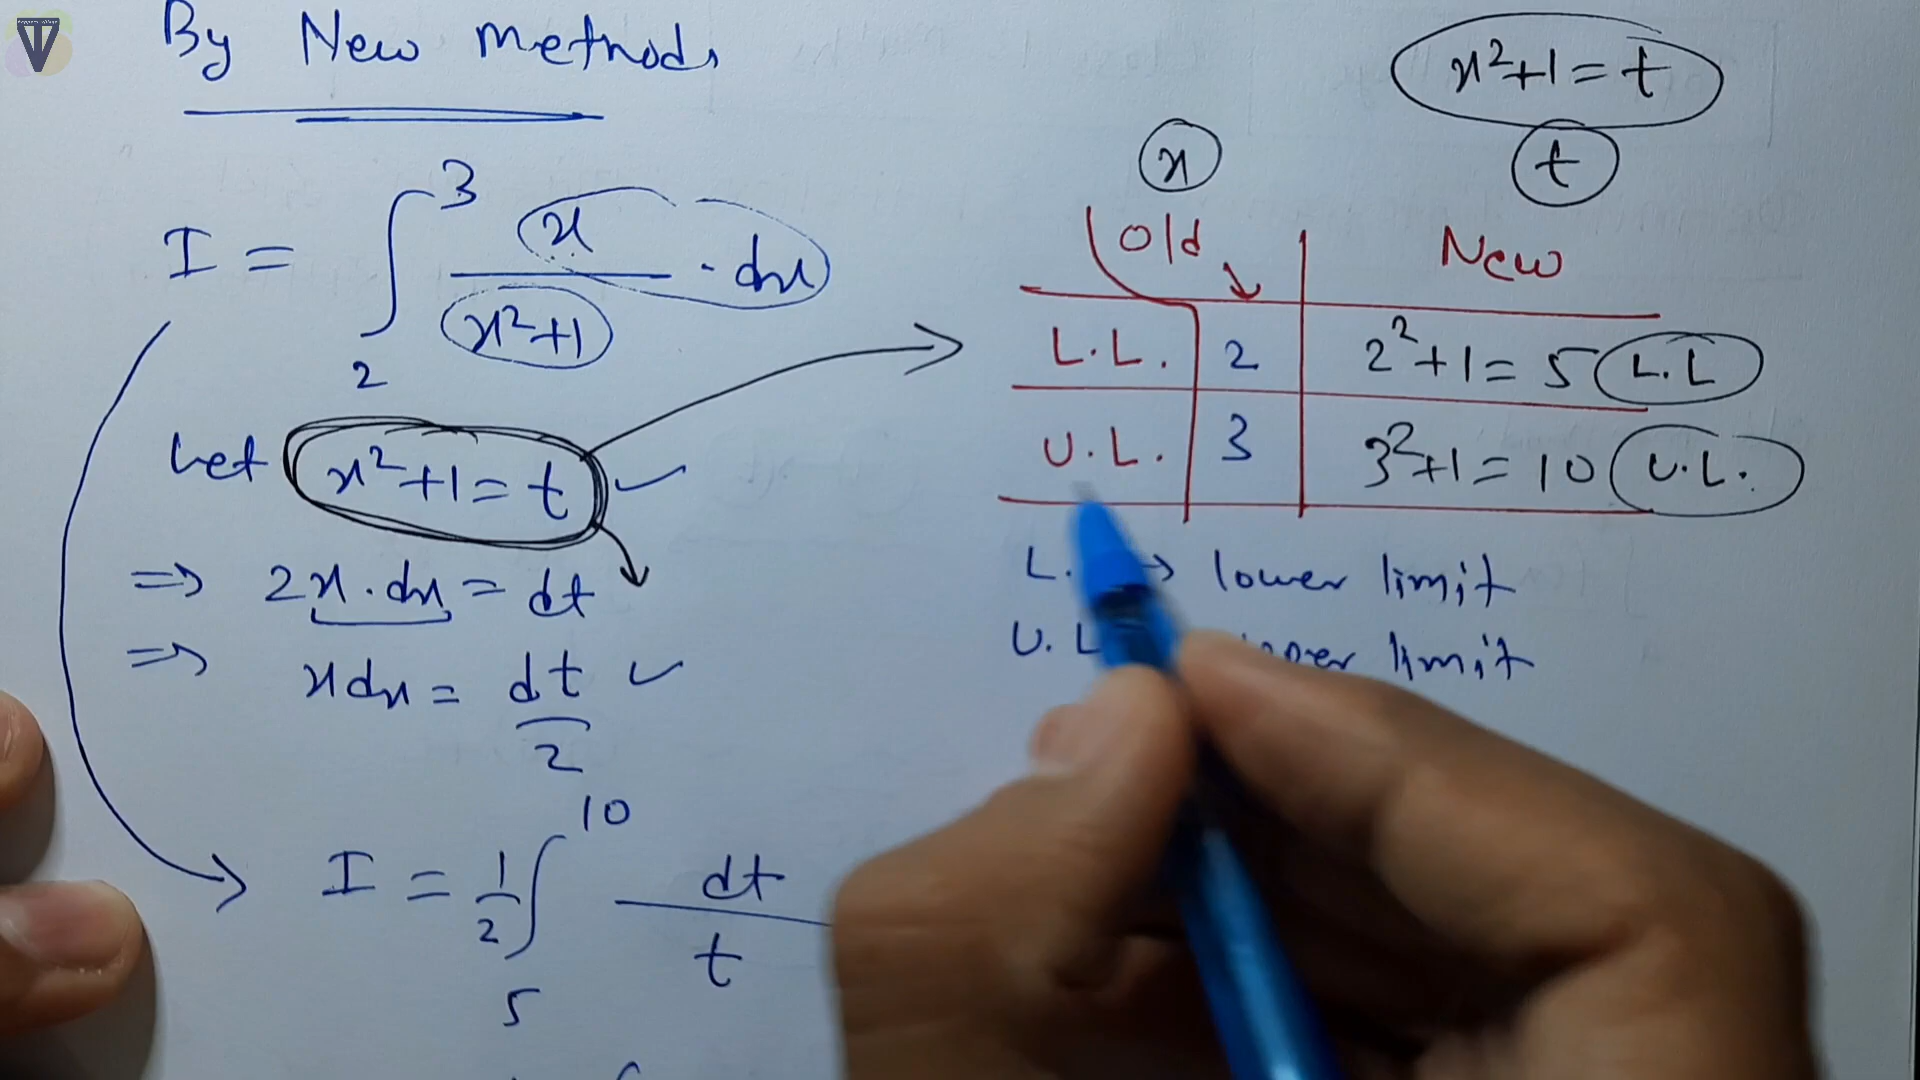 By New methods
x²+1=t
x t
I = ∫₂³ x/(x²+1) · dx
Old New
L.L. 2 2²+1=5 L.L
U.L. 3 3²+1=10 U.L.
Let x²+1=t
⇒ 2x·dx=dt
⇒ xdx=dt/2
L. → lower limit
U. L limit
I = 1/2 ∫₅¹⁰ dt/t